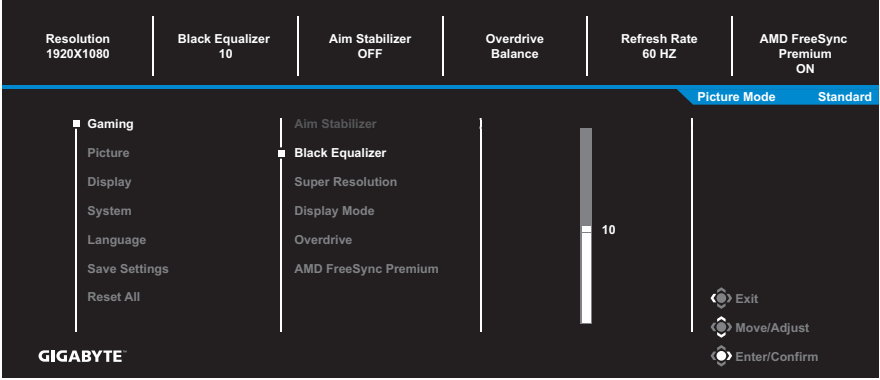 Resolution
1920X1080
Black Equalizer
10
Aim Stabilizer
OFF
Overdrive
Balance
Refresh Rate
60 HZ
AMD FreeSync
Premium
ON
Picture Mode Standard
Gaming
Picture
Display
System
Language
Save Settings
Reset All
Aim Stabilizer
Black Equalizer
Super Resolution
Display Mode
Overdrive
AMD FreeSync Premium
10
Exit
Move/Adjust
Enter/Confirm
GIGABYTE™